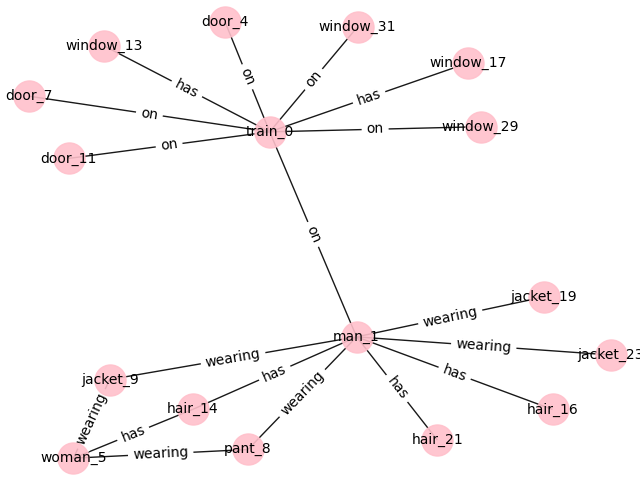 door_4
window_31
window_13
window_17
door_7
on
has
on
has
on
window_29
on
train_0
on
door_11
on
jacket_19
wearing
man_1
wearing
jacket_23
wearing
has
has
jacket_9
wearing
has
hair_14
hair_16
wearing
has
hair_21
woman_5
wearing
pant_8